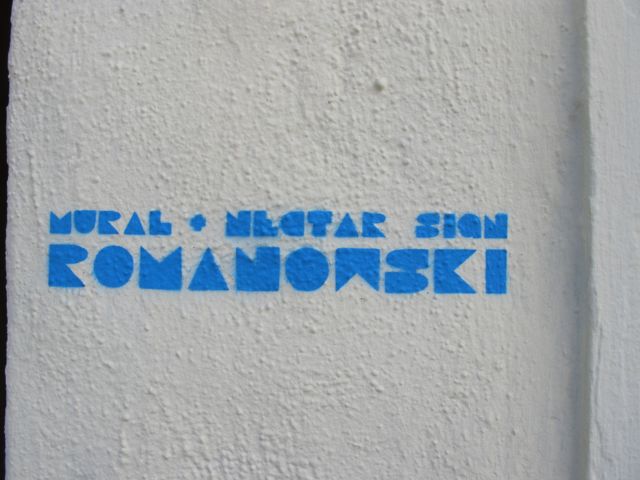 MURAL + NECTAR SIGN
ROMANOWSKI